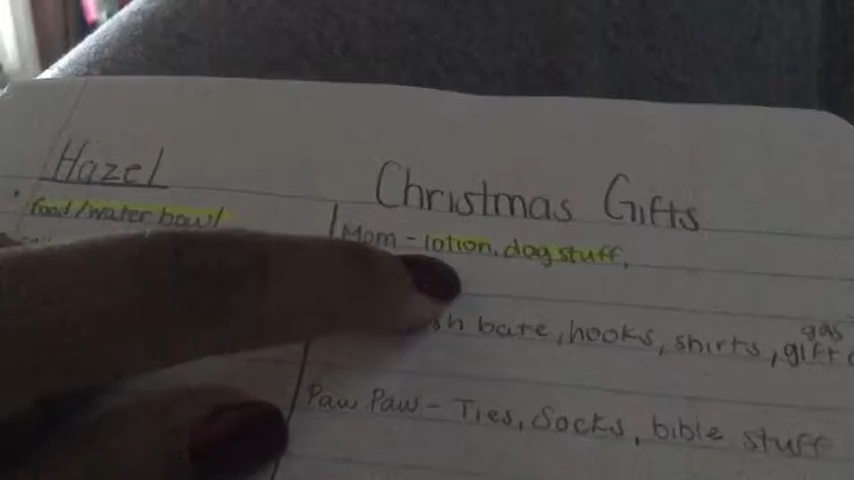 Hazel
Christmas Gifts
• food/water bowl
Mom - lotion, dog stuff,
bate, hooks, shirts, gift
gas
Paw Paw - Ties, Socks, bible stuff